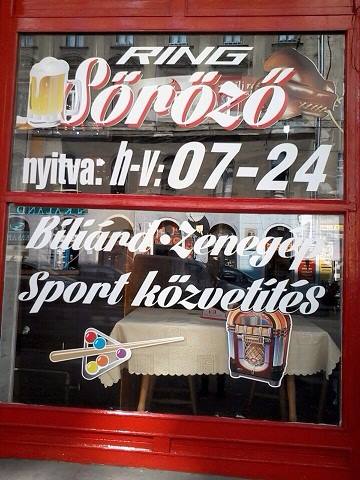 RING
Söröző
nyitva: h-v: 07-24
Biliárd • Zenegép
Sport közvetítés